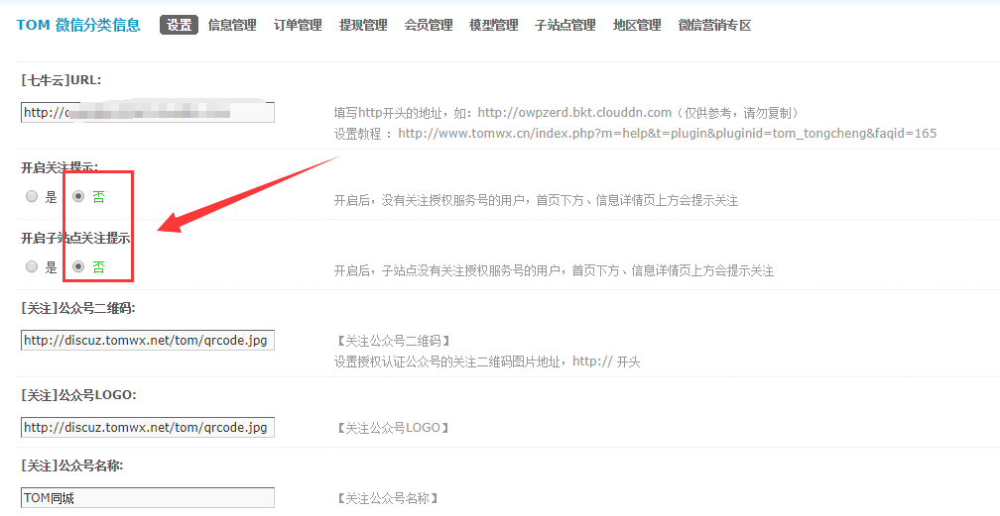 TOM 微信分类信息 设置 信息管理 订单管理 提现管理 会员管理 模型管理 子站点管理 地区管理 微信营销专区
[七牛云]URL:
http:// 填写http开头的地址，如：http://owpzerd.bkt.clouddn.com（仅供参考，请勿复制）
设置教程 ：http://www.tomwx.cn/index.php?m=help&t=plugin&pluginid=tom_tongcheng&faqid=165
开启关注提示:
是 否 开启后，没有关注授权服务号的用户，首页下方、信息详情页上方会提示关注
开启子站点关注提示
是 否 开启后，子站点没有关注授权服务号的用户，首页下方、信息详情页上方会提示关注
[关注]公众号二维码:
http://discuz.tomwx.net/tom/qrcode.jpg 【关注公众号二维码】
设置授权认证公众号的关注二维码图片地址，http:// 开头
[关注]公众号LOGO:
http://discuz.tomwx.net/tom/qrcode.jpg 【关注公众号LOGO】
[关注]公众号名称:
TOM同城 【关注公众号名称】